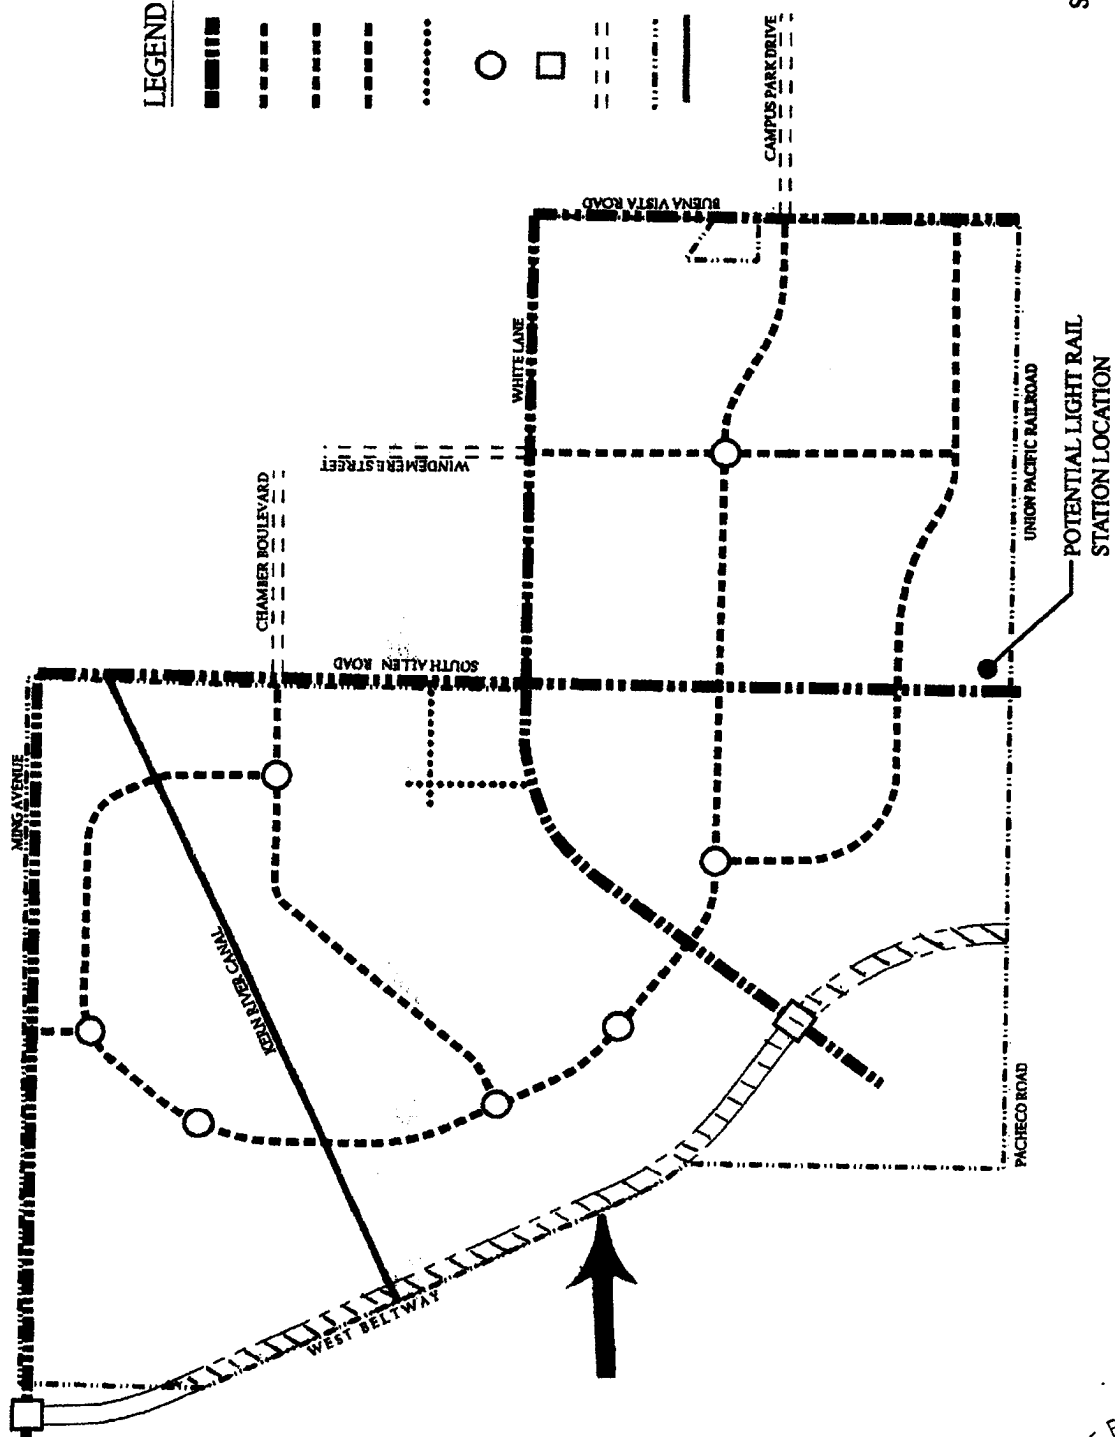 LEGEND
MING AVENUE
CHAMBER BOULEVARD
WINDEMERE STREET
SOUTH ALLEN ROAD
WHITE LANE
BUENA VISTA ROAD
CAMPUS PARK DRIVE
KERN RIVER CANAL
WEST BELTWAY
UNION PACIFIC RAILROAD
PACHECO ROAD
POTENTIAL LIGHT RAIL
STATION LOCATION